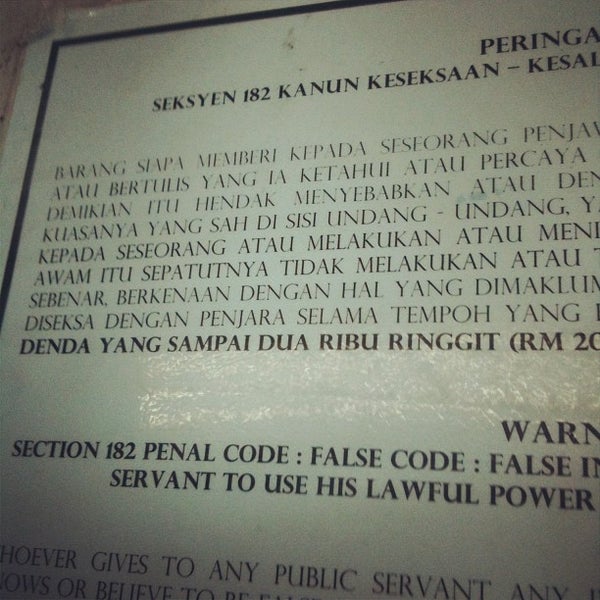 PERINGA
SEKSYEN 182 KANUN KESEKSAAN – KESAL
BARANG SIAPA MEMBERI KEPADA SESEORANG PENJAW
ATAU BERTULIS YANG IA KETAHUI ATAU PERCAYA
DEMIKIAN ITU HENDAK MENYEBABKAN ATAU DEN
KUASANYA YANG SAH DI SISI UNDANG - UNDANG, YA
KEPADA SESEORANG ATAU MELAKUKAN ATAU MENI
AWAM ITU SEPATUTNYA TIDAK MELAKUKAN ATAU T
SEBENAR, BERKENAAN DENGAN HAL YANG DIMAKLUM
DISEKSA DENGAN PENJARA SELAMA TEMPOH YANG
DENDA YANG SAMPAI DUA RIBU RINGGIT (RM 20
WARN
SECTION 182 PENAL CODE : FALSE CODE : FALSE IN
SERVANT TO USE HIS LAWFUL POWER
HOEVER GIVES TO ANY PUBLIC SERVANT ANY
NOWS OR BELIEVE TO BE FALSE